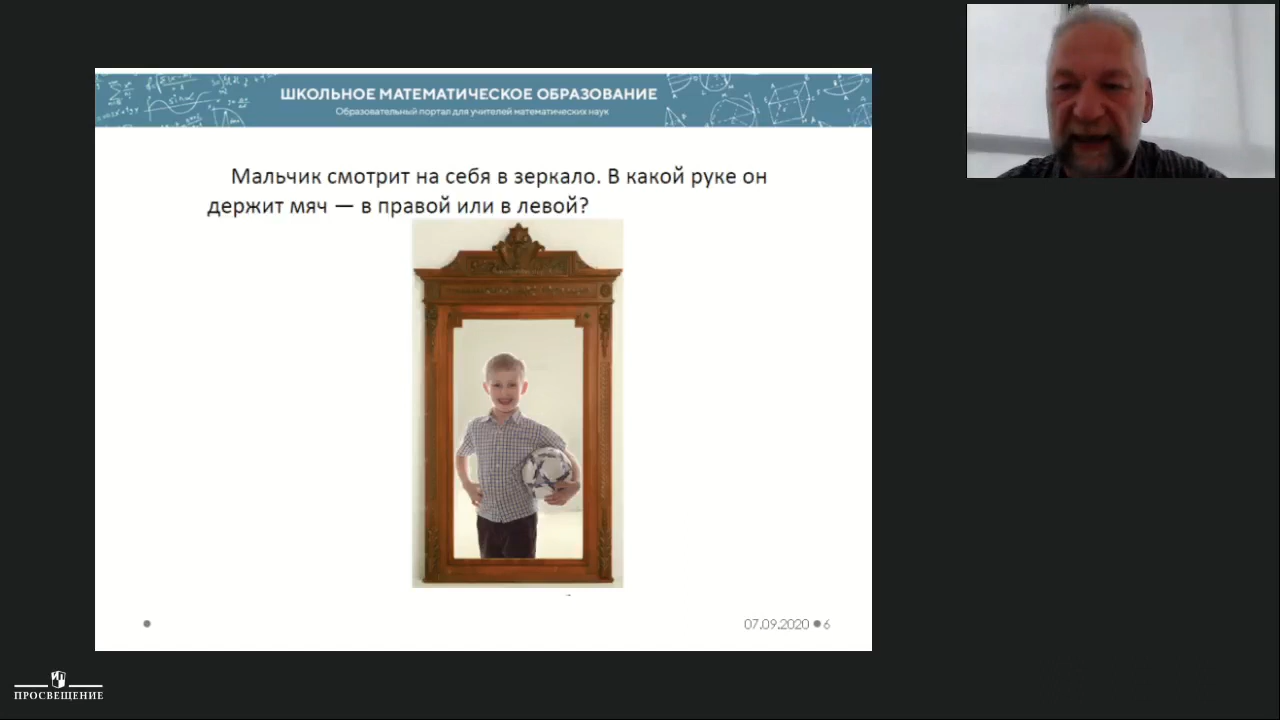 ШКОЛЬНОЕ МАТЕМАТИЧЕСКОЕ ОБРАЗОВАНИЕ
Образовательный портал для учителей математических наук
Мальчик смотрит на себя в зеркало. В какой руке он
держит мяч — в правой или в левой?
07.09.2020 ● 6
ПРОСВЕЩЕНИЕ